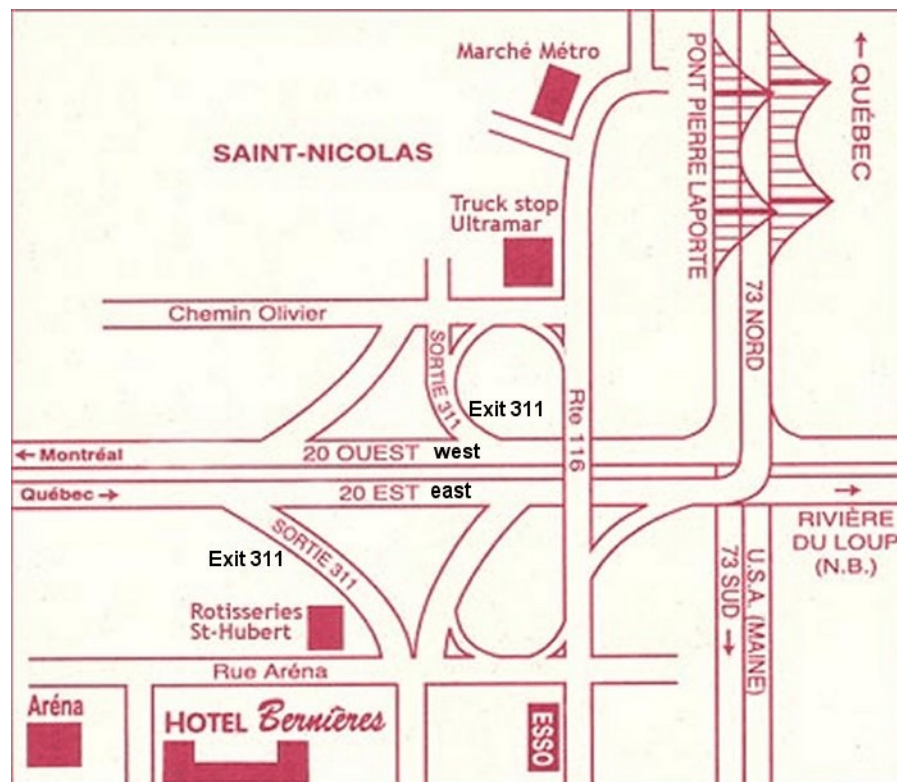 Marché Métro
SAINT-NICOLAS
PONT PIERRE LAPORTE
← QUÉBEC
Truck stop
Ultramar
73 NORD
Chemin Olivier
SORTIE 311
Exit 311
Rte 116
← Montréal
20 OUEST west
Québec →
20 EST east
→
RIVIÈRE
DU LOUP
(N.B.)
SORTIE 311
Exit 311
73 SUD →
U.S.A. (MAINE)
Rotisseries
St-Hubert
Rue Aréna
Aréna
HOTEL Bernières
ESSO